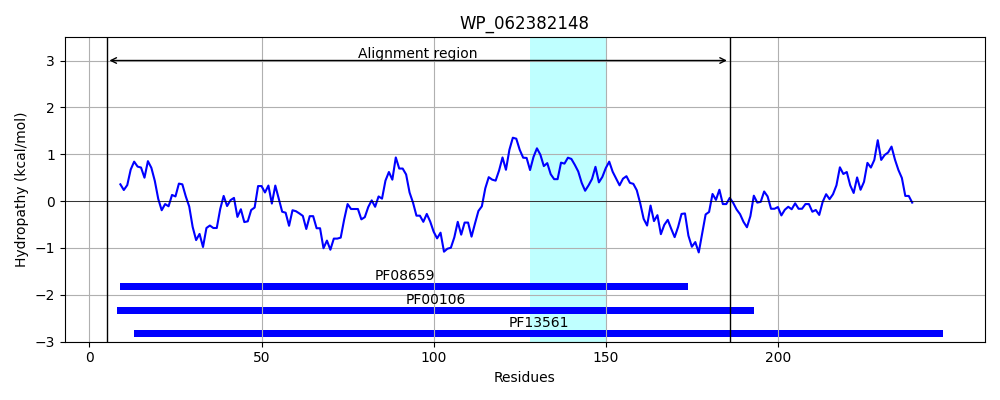 WP_062382148
Alignment region
Hydropathy (kcal/mol)
3
2
1
0
−1
−2
−3
PF08659
PF00106
PF13561
0
50
100
150
200
Residues